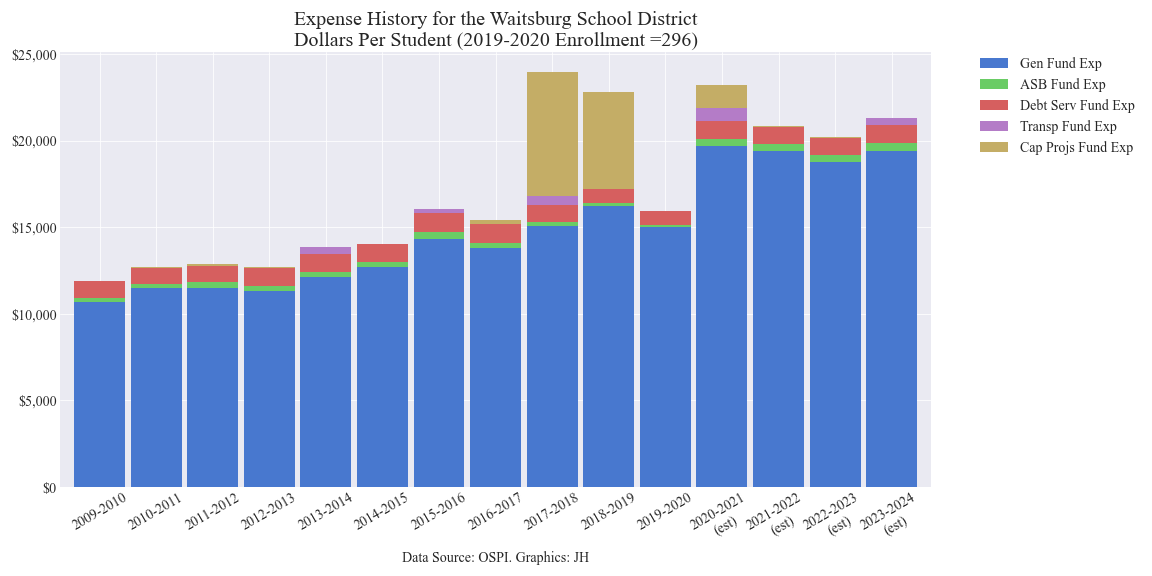 Expense History for the Waitsburg School District
Dollars Per Student (2019-2020 Enrollment =296)
$25,000
$20,000
$15,000
$10,000
$5,000
$0
Gen Fund Exp
ASB Fund Exp
Debt Serv Fund Exp
Transp Fund Exp
Cap Projs Fund Exp
2009-2010
2010-2011
2011-2012
2012-2013
2013-2014
2014-2015
2015-2016
2016-2017
2017-2018
2018-2019
2019-2020
2020-2021
(est)
2021-2022
(est)
2022-2023
(est)
2023-2024
(est)
Data Source: OSPI. Graphics: JH